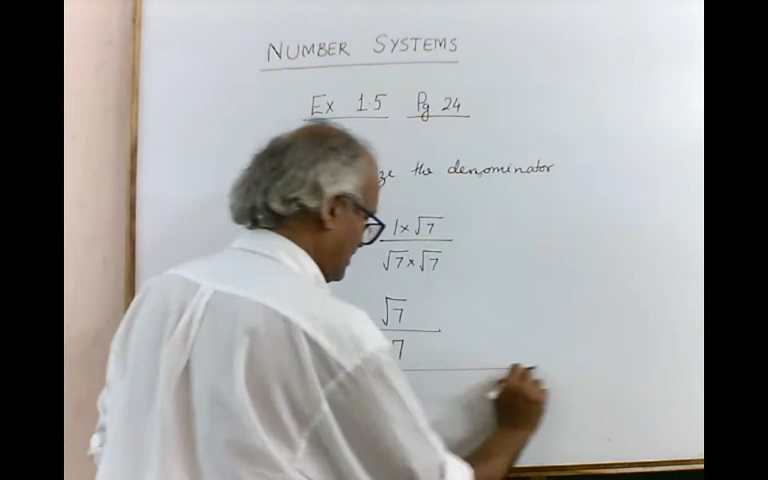 NUMBER SYSTEMS
Ex 1.5 Pg 24
the denominator
1 × √7
√7 × √7
√7
7